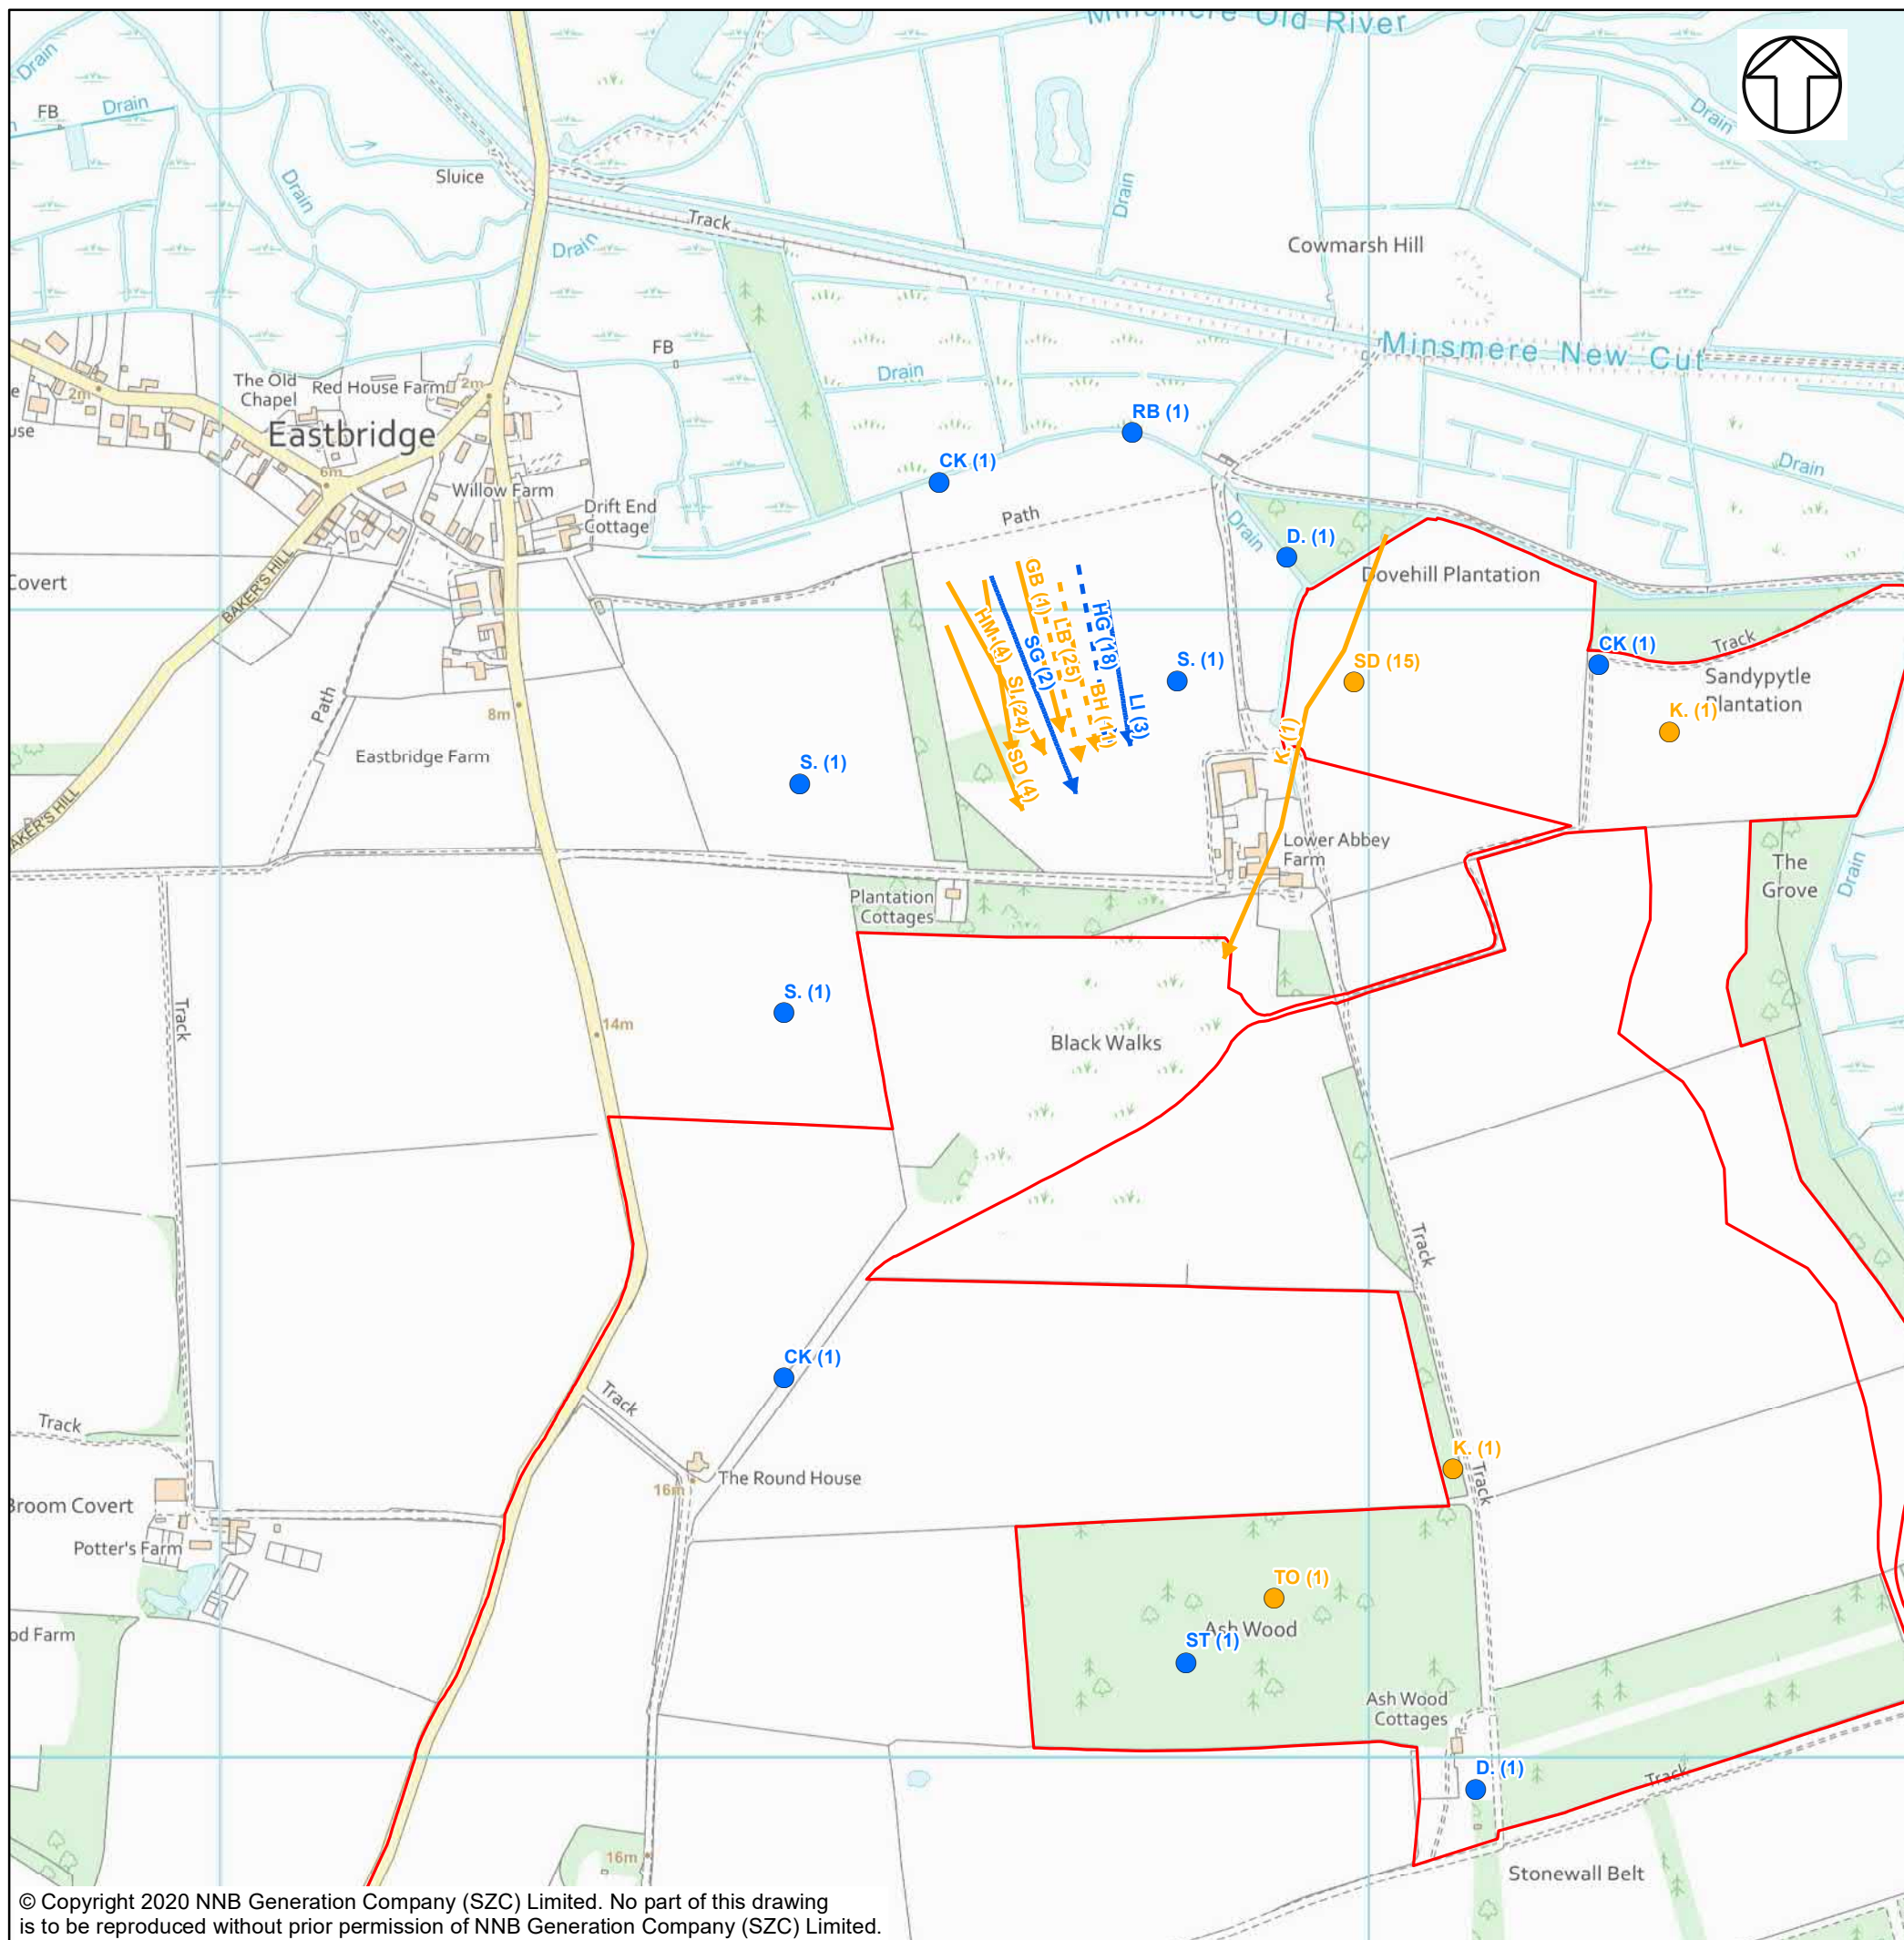 Minsmere Old River
Drain
FB
Drain
Drain
Sluice
Drain
Track
Drain
Drain
Cowmarsh Hill
Minsmere New Cut
FB
Drain
The Old
Chapel
Red House Farm
2m
2m
Eastbridge
6m
Willow Farm
Drift End
Cottage
RB (1)
CK (1)
Path
Drain
Drain
D. (1)
Dovehill Plantation
Covert
BAKER'S HILL
GB (1)
HM (4)
SG (2)
LB (25)
HG (18)
SI (24)
BH (11)
LI (3)
SD (4)
S. (1)
SD (15)
CK (1)
Track
Sandypytle
Plantation
K. (1)
K. (1)
Path
8m
Eastbridge Farm
S. (1)
BAKER'S HILL
Lower Abbey
Farm
The
Grove
Drain
Plantation
Cottages
S. (1)
Track
14m
Black Walks
Track
CK (1)
Track
Track
The Round House
16m
K. (1)
Track
Broom Covert
Potter's Farm
TO (1)
Ash Wood
ST (1)
od Farm
Ash Wood
Cottages
D. (1)
Track
16m
Stonewall Belt
© Copyright 2020 NNB Generation Company (SZC) Limited. No part of this drawing
is to be reproduced without prior permission of NNB Generation Company (SZC) Limited.